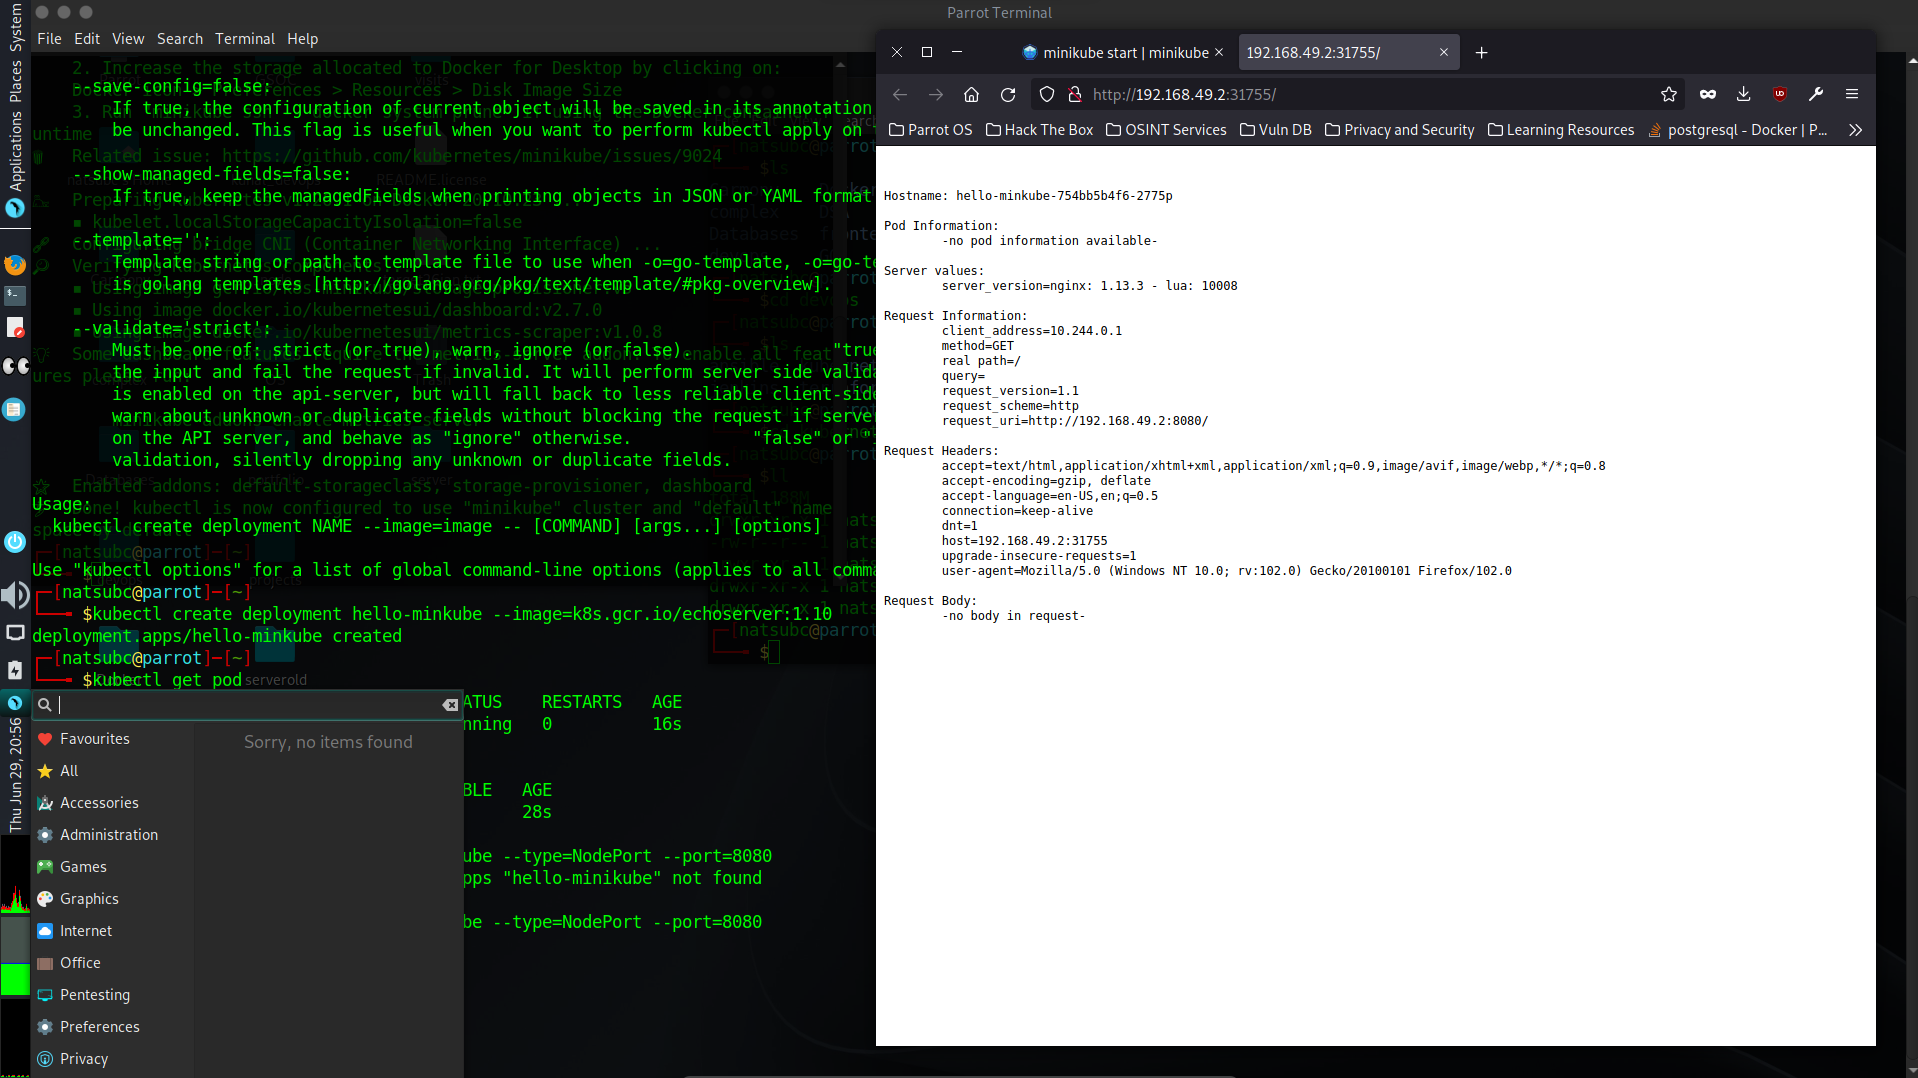 Applications Places System
Parrot Terminal
File Edit View Search Terminal Help
2. Increase the storage allocated to Docker for Desktop by clicking on:
--save-config=false:
If true, the configuration of current object will be saved in its annotation
be unchanged. This flag is useful when you want to perform kubectl apply on
untime
Related issue: https://github.com/kubernetes/minikube/issues/9024
--show-managed-fields=false:
If true, keep the managedFields when printing objects in JSON or YAML format
▪ kubelet.localStorageCapacityIsolation=false
--template='':
bridge CNI (Container Networking Interface) ...
Template string or path to template file to use when -o=go-template, -o=go-te
is golang templates [http://golang.org/pkg/text/template/#pkg-overview].
▪ Using image docker.io/kubernetesui/dashboard:v2.7.0
--validate='strict':
docker.io/kubernetesui/metrics-scraper:v1.0.8
Must be one of: strict (or true), warn, ignore (or false). "true
ures please run:
the input and fail the request if invalid. It will perform server side valida
is enabled on the api-server, but will fall back to less reliable client-side
warn about unknown or duplicate fields without blocking the request if serve
on the API server, and behave as "ignore" otherwise. "false" or "i
validation, silently dropping any unknown or duplicate fields.
Enabled addons: default-storageclass, storage-provisioner, dashboard
Usage:
Done! kubectl is now configured to use "minikube" cluster and "default" name
kubectl create deployment NAME --image=image -- [COMMAND] [args...] [options]
space by default
[natsubc@parrot]─[~]
Use "kubectl options" for a list of global command-line options (applies to all comma
[natsubc@parrot]─[~]
$kubectl create deployment hello-minkube --image=k8s.gcr.io/echoserver:1.10
deployment.apps/hello-minkube created
[natsubc@parrot]─[~]
$kubectl get pod
serverold
ATUS RESTARTS AGE
nning 0 16s
BLE AGE
28s
ube --type=NodePort --port=8080
pps "hello-minikube" not found
be --type=NodePort --port=8080
Thu Jun 29, 20:56
Favourites
All
Accessories
Administration
Games
Graphics
Internet
Office
Pentesting
Preferences
Privacy
Sorry, no items found
minikube start | minikube
192.168.49.2:31755/
http://192.168.49.2:31755/
Parrot OS Hack The Box OSINT Services Vuln DB Privacy and Security Learning Resources postgresql - Docker | P...
Hostname: hello-minkube-754bb5b4f6-2775p
Pod Information:
-no pod information available-
Server values:
server_version=nginx: 1.13.3 - lua: 10008
Request Information:
client_address=10.244.0.1
method=GET
real path=/
query=
request_version=1.1
request_scheme=http
request_uri=http://192.168.49.2:8080/
Request Headers:
accept=text/html,application/xhtml+xml,application/xml;q=0.9,image/avif,image/webp,*/*;q=0.8
accept-encoding=gzip, deflate
accept-language=en-US,en;q=0.5
connection=keep-alive
dnt=1
host=192.168.49.2:31755
upgrade-insecure-requests=1
user-agent=Mozilla/5.0 (Windows NT 10.0; rv:102.0) Gecko/20100101 Firefox/102.0
Request Body:
-no body in request-